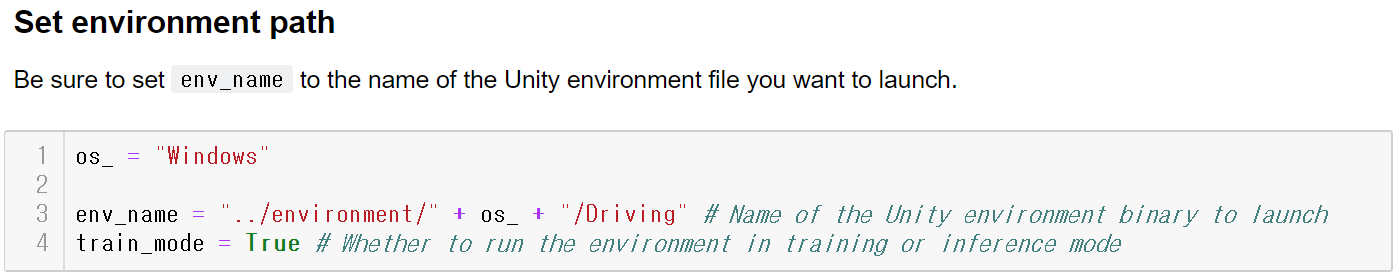 Set environment path
Be sure to set env_name to the name of the Unity environment file you want to launch.
1 os_ = "Windows"
2
3 env_name = "../environment/" + os_ + "/Driving" # Name of the Unity environment binary to launch
4 train_mode = True # Whether to run the environment in training or inference mode